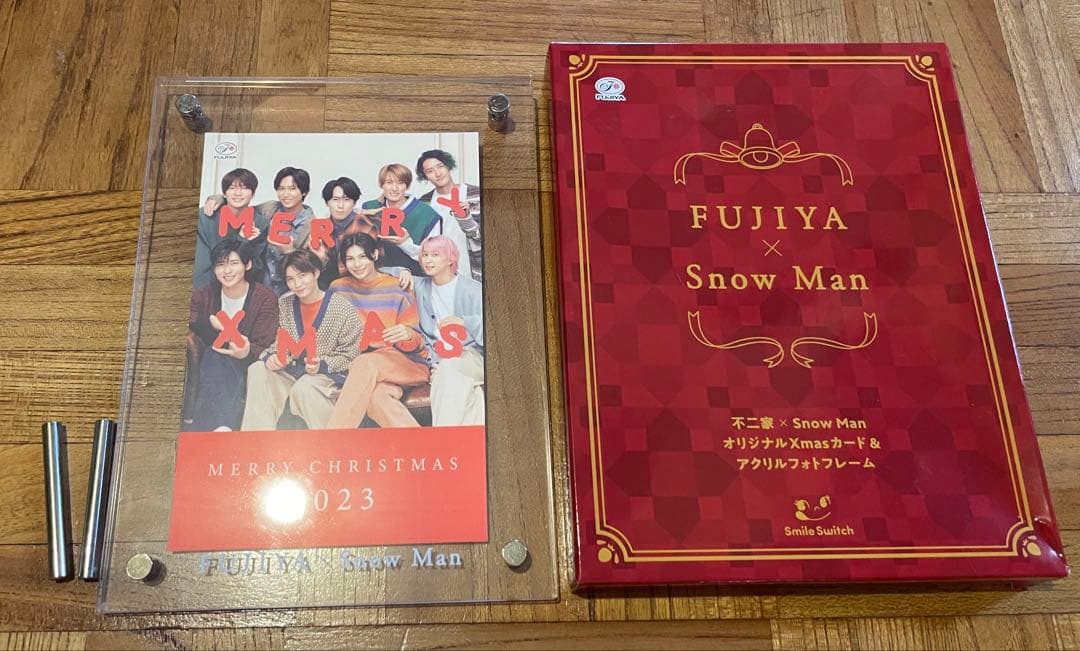 FUJIYA
MERRY
XMAS
MERRY CHRISTMAS
2023
FUJIYA × Snow Man
FUJIYA
FUJIYA
×
Snow Man
不二家 × Snow Man
オリジナルXmasカード&
アクリルフォトフレーム
Smile Switch